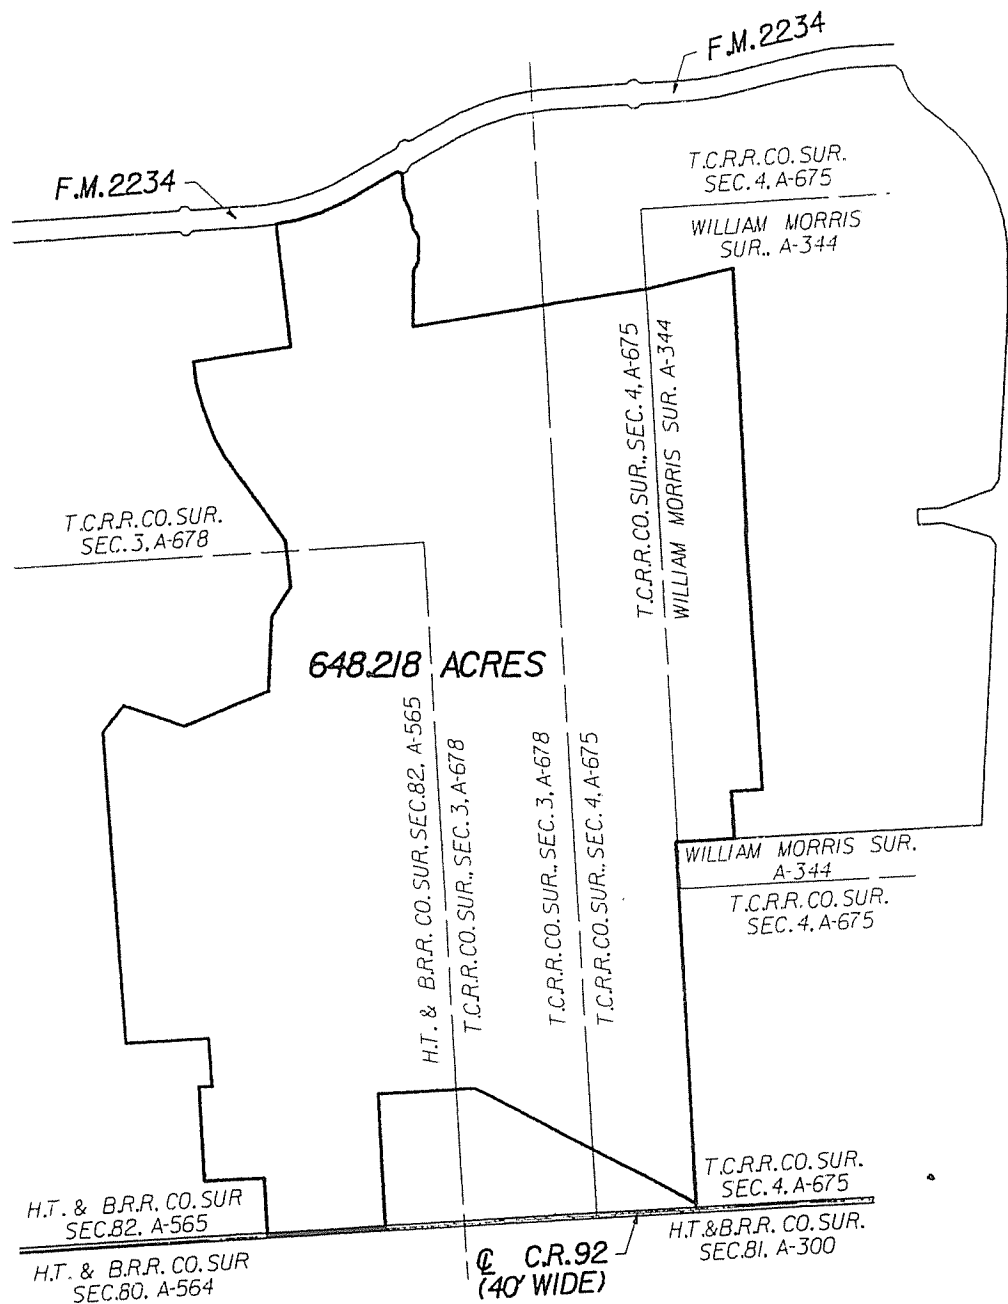 F.M.2234
F.M.2234
T.C.R.R.CO.SUR.
SEC.4, A-675
WILLIAM MORRIS
SUR., A-344
T.C.R.R.CO.SUR., SEC.4, A-675
WILLIAM MORRIS SUR. A-344
T.C.R.R.CO.SUR.
SEC.3, A-678
648.218 ACRES
H.T. & B.R.R. CO.SUR, SEC.82, A-565
T.C.R.R.CO.SUR., SEC.3, A-678
T.C.R.R.CO.SUR., SEC.3, A-678
T.C.R.R.CO.SUR., SEC.4, A-675
WILLIAM MORRIS SUR.
A-344
T.C.R.R.CO.SUR.
SEC.4, A-675
T.C.R.R.CO.SUR.
SEC.4, A-675
H.T. & B.R.R. CO.SUR
SEC.82, A-565
H.T. & B.R.R. CO.SUR
SEC.80, A-564
℄ C.R.92
(40' WIDE)
H.T.&B.R.R. CO.SUR.
SEC.81, A-300